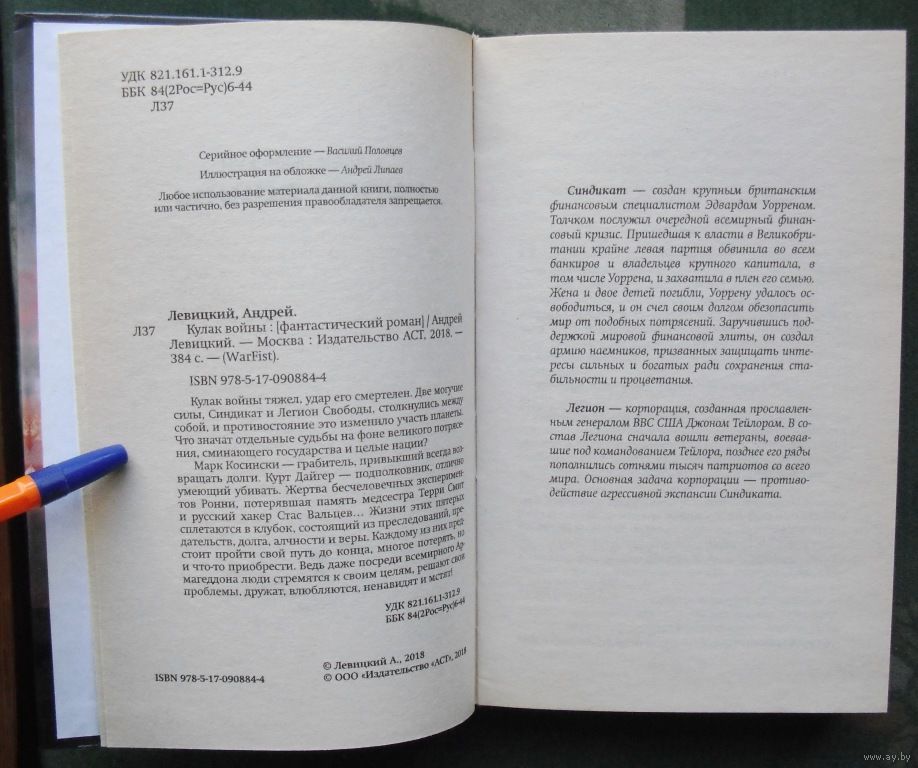 УДК 821.161.1-312.9
ББК 84(2Рос=Рус)6-44
Л37
Серийное оформление — Василий Половцев
Иллюстрация на обложке — Андрей Липаев
Любое использование материала данной книги, полностью
или частично, без разрешения правообладателя запрещается.
Левицкий, Андрей.
Л37 Кулак войны : [фантастический роман] / Андрей
Левицкий. — Москва : Издательство АСТ, 2018. —
384 с. — (WarFist).
ISBN 978-5-17-090884-4
Кулак войны тяжел, удар его смертелен. Две могучие
силы, Синдикат и Легион Свободы, столкнулись между
собой, и противостояние это изменило участь планеты.
Что значат отдельные судьбы на фоне великого потрясе-
ния, сминающего государства и целые нации?
Марк Косински — грабитель, привыкший всегда воз-
вращать долги. Курт Дайгер — подполковник, отлично
умеющий убивать. Жертва бесчеловечных эксперимен-
тов Ронни, потерявшая память медсестра Терри Смит
и русский хакер Стас Вальцев... Жизни этих пятерых
сплетаются в клубок, состоящий из преследований, пре-
дательств, долга, алчности и веры. Каждому из них пред-
стоит пройти свой путь до конца, многое потерять, но
и что-то приобрести. Ведь даже посреди всемирного Ар-
магеддона люди стремятся к своим целям, решают свои
проблемы, дружат, влюбляются, ненавидят и мстят!
УДК 821.161.1-312.9
ББК 84(2Рос=Рус)6-44
© Левицкий А., 2018
ISBN 978-5-17-090884-4 © ООО «Издательство «АСТ», 2018
Синдикат — создан крупным британским
финансовым специалистом Эдвардом Уорреном.
Толчком послужил очередной всемирный финан-
совый кризис. Пришедшая к власти в Великобри-
тании крайне левая партия обвинила во всем
банкиров и владельцев крупного капитала, в
том числе Уоррена, и захватила в плен его семью.
Жена и двое детей погибли, Уоррену удалось ос-
вободиться, и он счел своим долгом обезопасить
мир от подобных потрясений. Заручившись под-
держкой мировой финансовой элиты, он создал
армию наемников, призванных защищать инте-
ресы сильных и богатых ради сохранения ста-
бильности и процветания.
Легион — корпорация, созданная прославлен-
ным генералом ВВС США Джоном Тейлором. В со-
став Легиона сначала вошли ветераны, воевав-
шие под командованием Тейлора, позднее его ряды
пополнились сотнями тысяч патриотов со всего
мира. Основная задача корпорации — противо-
действие агрессивной экспансии Синдиката.
www.ay.by